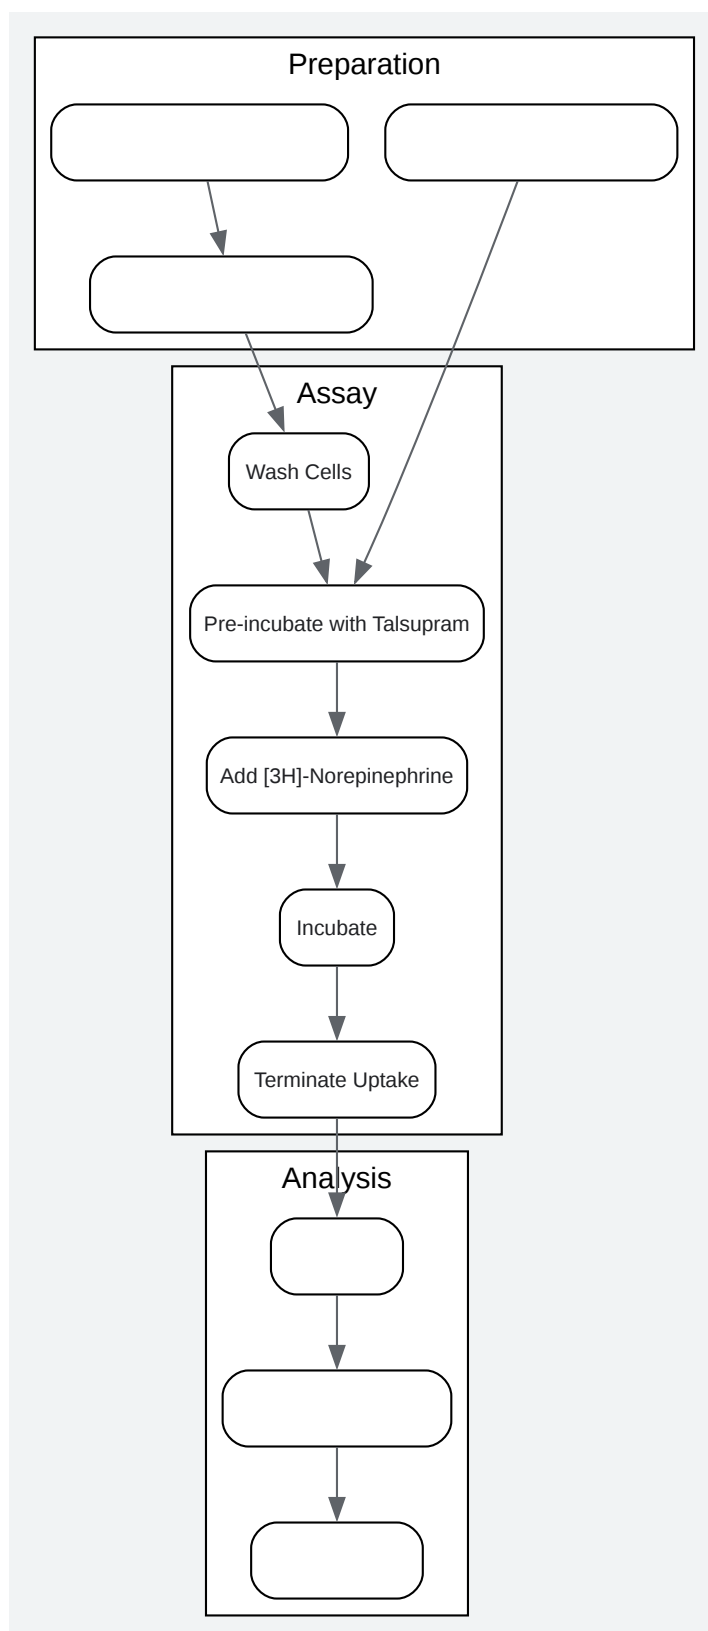 Preparation
Assay
Wash Cells
Pre-incubate with Talsupram
Add [3H]-Norepinephrine
Incubate
Terminate Uptake
Analysis